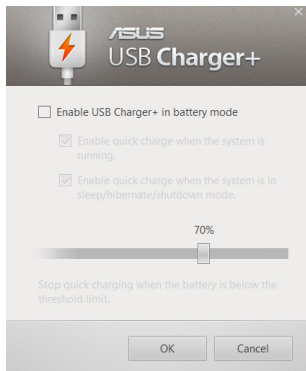 ASUS
USB Charger+
Enable USB Charger+ in battery mode
Enable quick charge when the system is
running.
Enable quick charge when the system is in
sleep/hibernate/shutdown mode.
70%
Stop quick charging when the battery is below the
threshold limit.
OK
Cancel